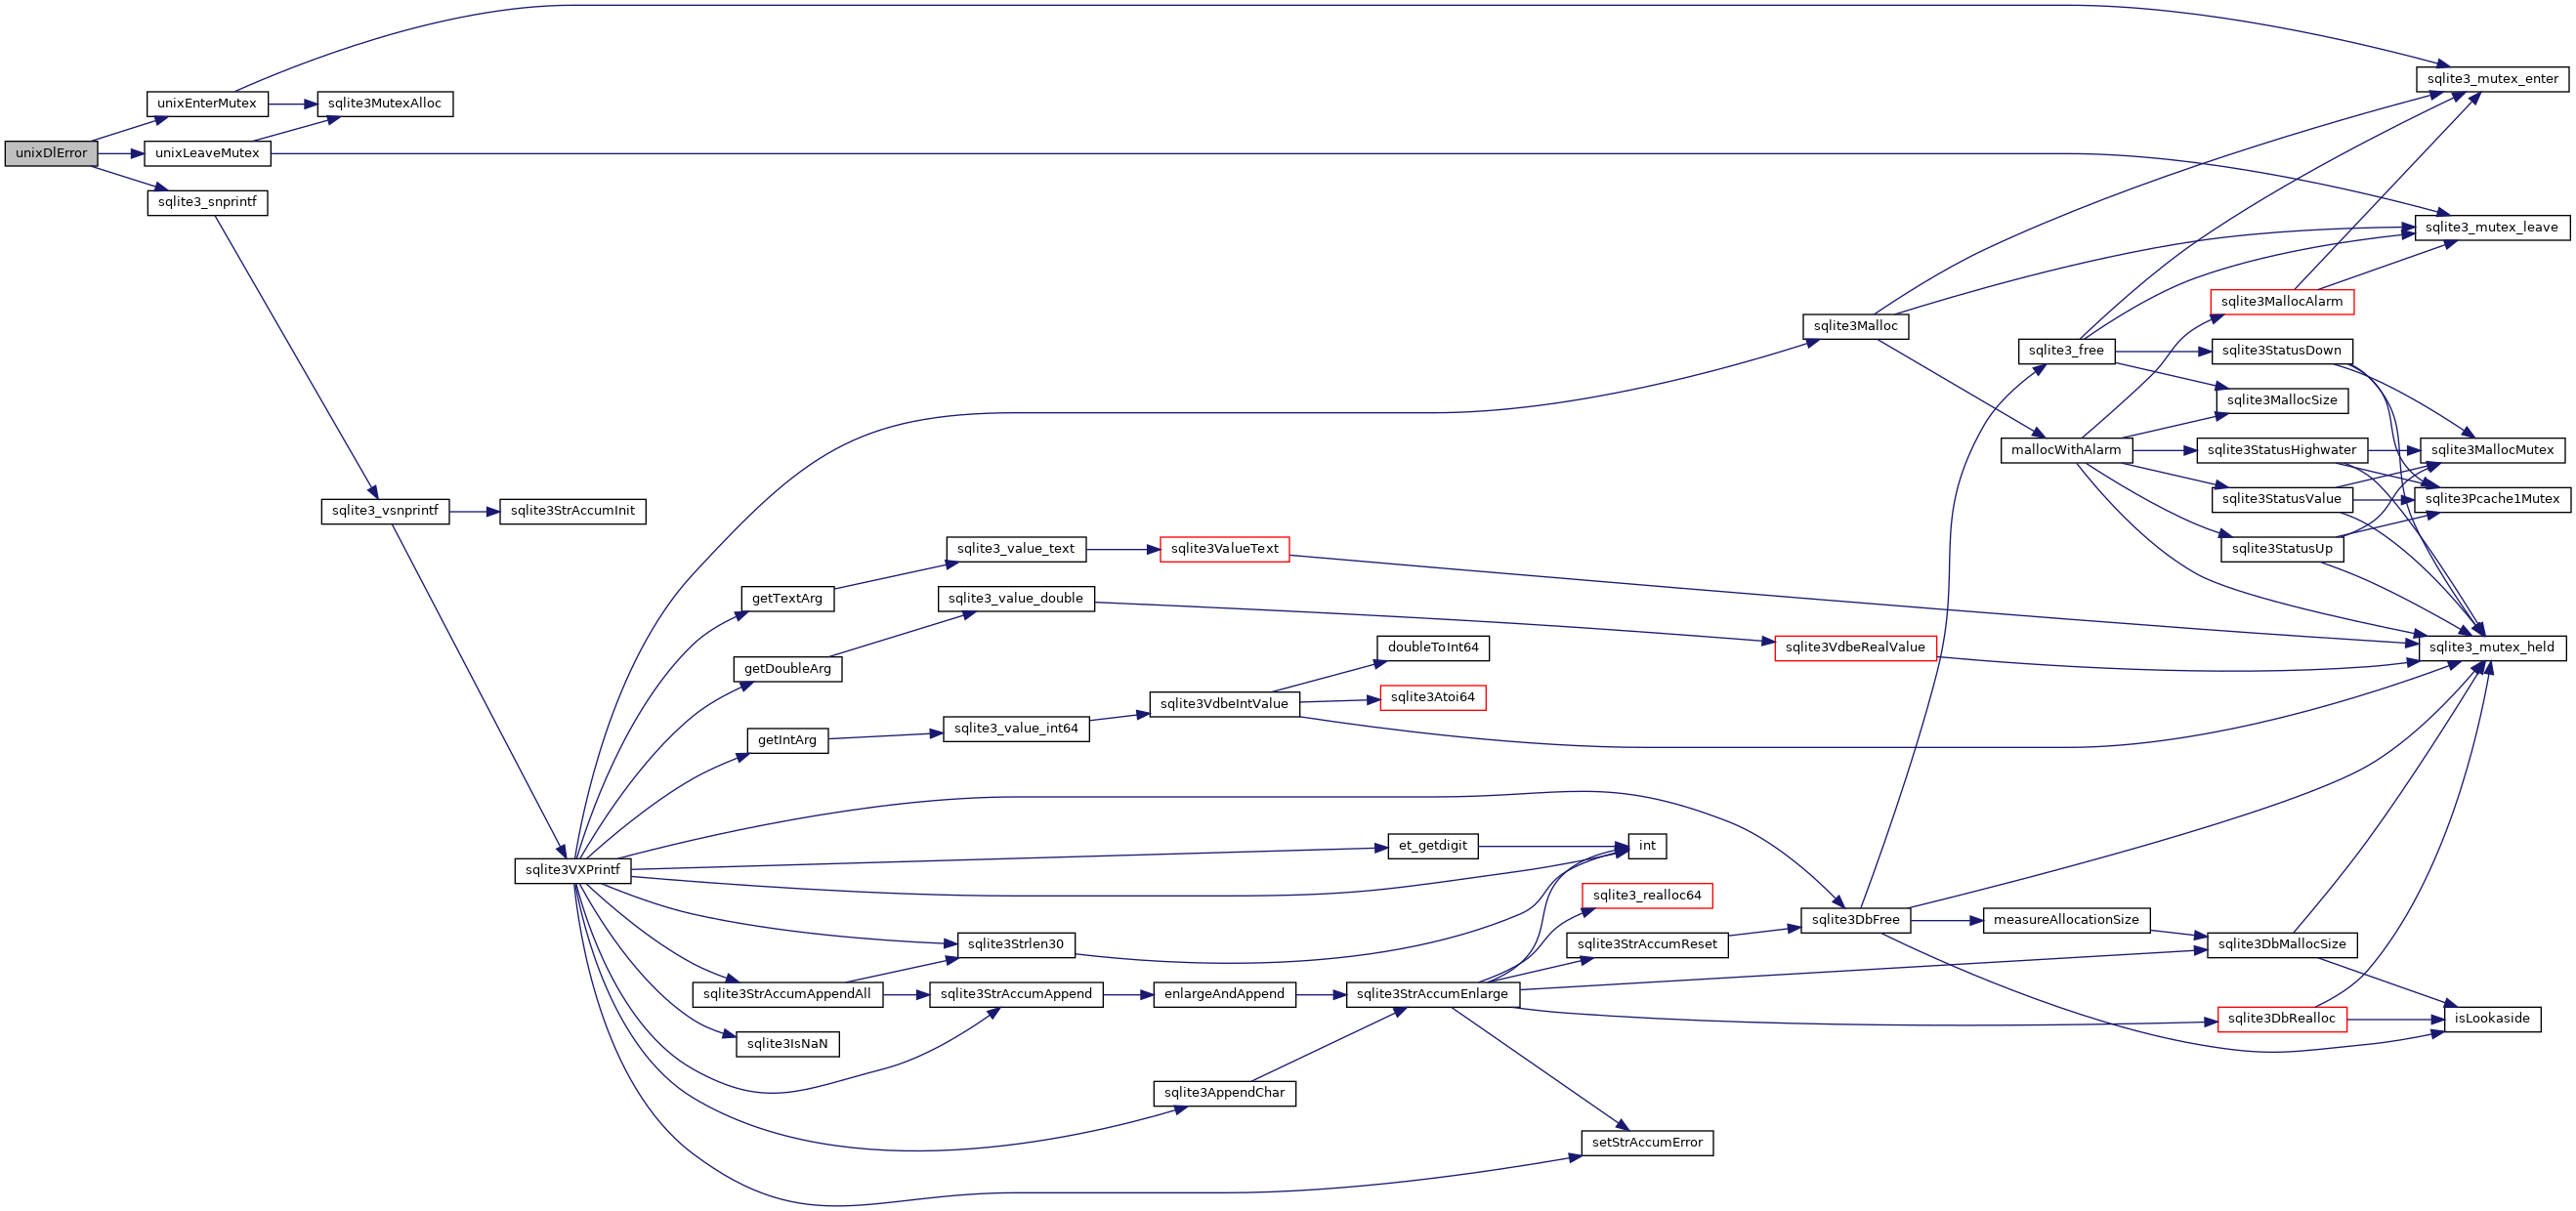 unixDlError
unixEnterMutex
sqlite3MutexAlloc
unixLeaveMutex
sqlite3_snprintf
sqlite3_vsnprintf
sqlite3StrAccumInit
sqlite3VXPrintf
getTextArg
sqlite3_value_text
sqlite3ValueText
getDoubleArg
sqlite3_value_double
sqlite3VdbeRealValue
getIntArg
sqlite3_value_int64
sqlite3VdbeIntValue
doubleToInt64
sqlite3Atoi64
et_getdigit
int
sqlite3Strlen30
sqlite3StrAccumAppendAll
sqlite3StrAccumAppend
enlargeAndAppend
sqlite3StrAccumEnlarge
sqlite3IsNaN
sqlite3AppendChar
sqlite3_realloc64
sqlite3StrAccumReset
setStrAccumError
sqlite3Malloc
sqlite3DbFree
mallocWithAlarm
sqlite3_free
measureAllocationSize
sqlite3MallocAlarm
sqlite3StatusDown
sqlite3MallocSize
sqlite3StatusHighwater
sqlite3StatusValue
sqlite3StatusUp
sqlite3DbMallocSize
sqlite3DbRealloc
sqlite3_mutex_enter
sqlite3_mutex_leave
sqlite3MallocMutex
sqlite3Pcache1Mutex
sqlite3_mutex_held
isLookaside